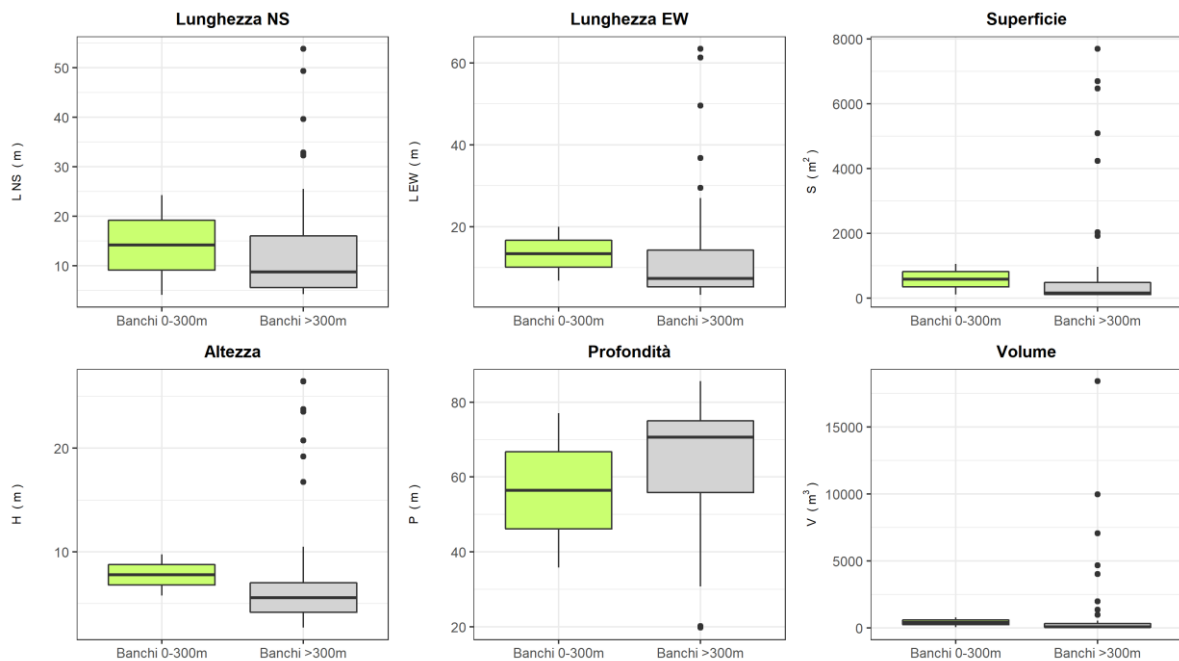 Lunghezza NS
L NS ( m )
50
40
30
20
10
Banchi 0-300m
Banchi >300m
Lunghezza EW
L EW ( m )
60
40
20
Banchi 0-300m
Banchi >300m
Superficie
S ( m² )
8000
6000
4000
2000
0
Banchi 0-300m
Banchi >300m
Altezza
H ( m )
20
10
Banchi 0-300m
Banchi >300m
Profondità
P ( m )
80
60
40
20
Banchi 0-300m
Banchi >300m
Volume
V ( m³ )
15000
10000
5000
0
Banchi 0-300m
Banchi >300m